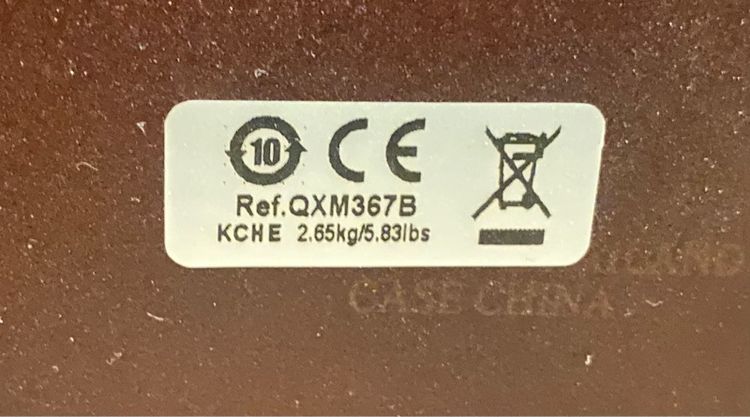 10 CE
Ref.QXM367B
KCHE 2.65kg/5.83lbs
CASE CHINA